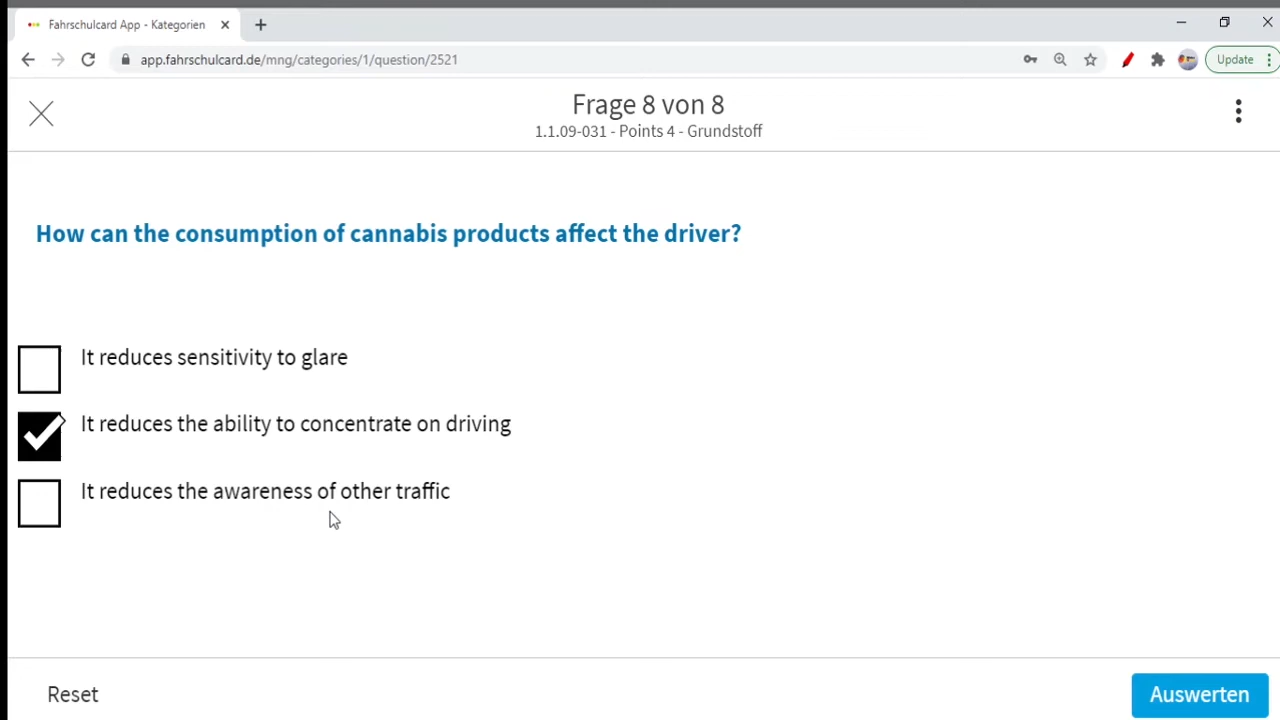 Fahrschulcard App - Kategorien
app.fahrschulcard.de/mng/categories/1/question/2521
Update
Frage 8 von 8
1.1.09-031 - Points 4 - Grundstoff
How can the consumption of cannabis products affect the driver?
It reduces sensitivity to glare
It reduces the ability to concentrate on driving
It reduces the awareness of other traffic
Reset
Auswerten